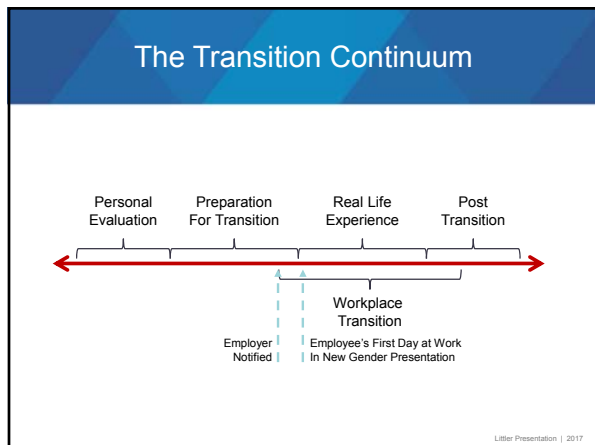 The Transition Continuum
Personal
Evaluation
Preparation
For Transition
Real Life
Experience
Post
Transition
Workplace
Transition
Employer
Notified
Employee's First Day at Work
In New Gender Presentation
Littler Presentation | 2017